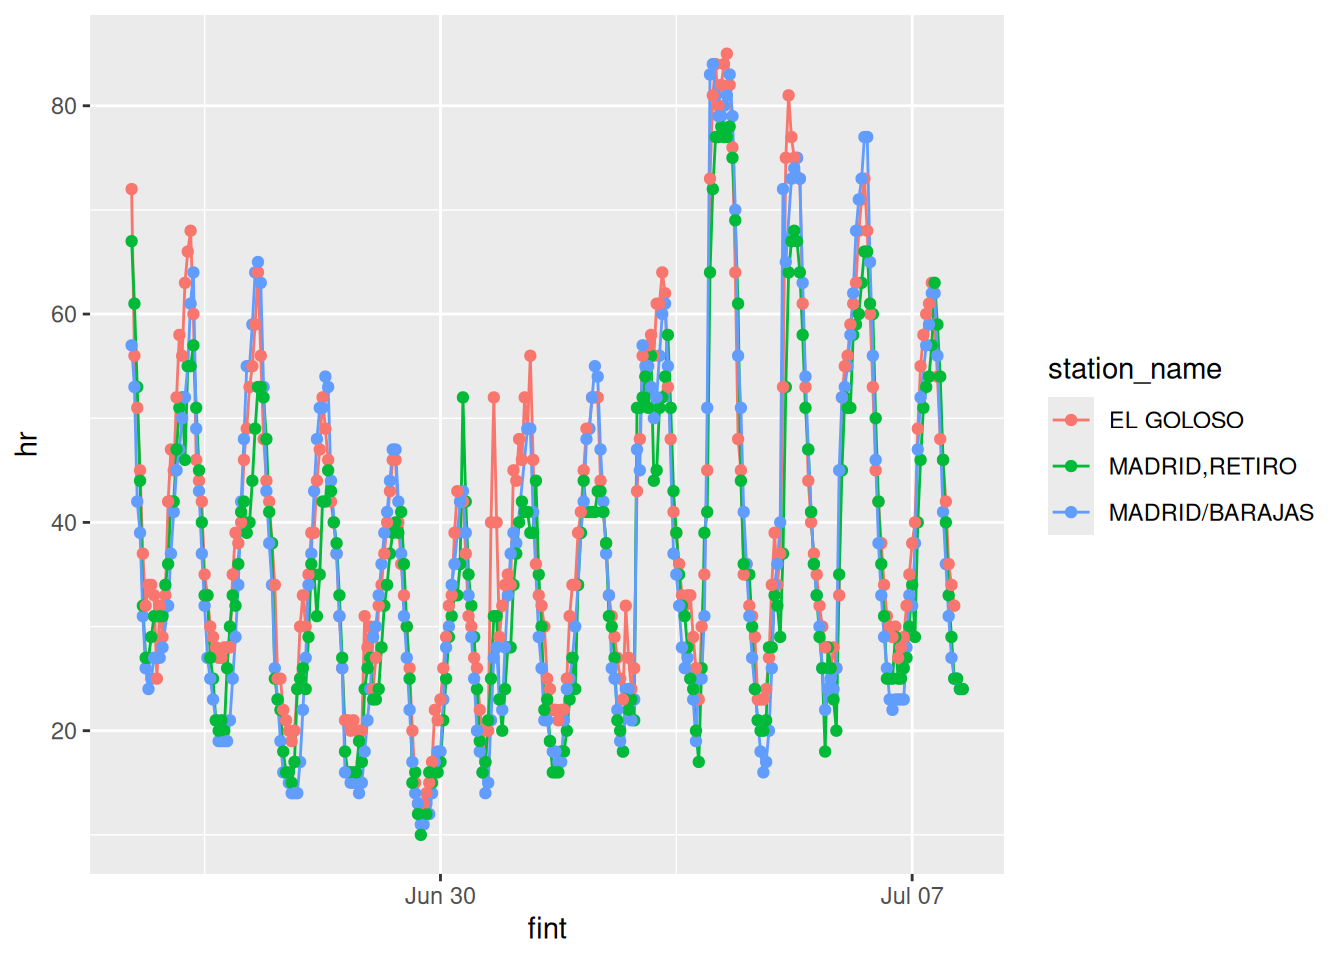 80
60
40
20
hr
Jun 30
Jul 07
fint
station_name
EL GOLOSO
MADRID,RETIRO
MADRID/BARAJAS